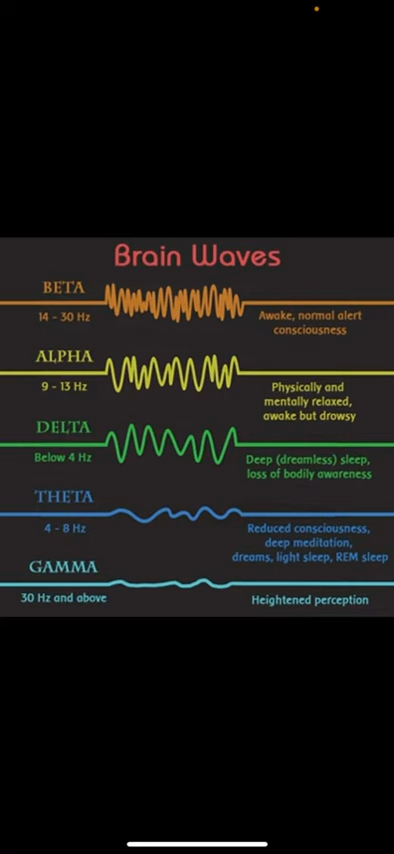 Brain Waves
BETA
14 - 30 Hz
Awake, normal alert
consciousness
ALPHA
9 - 13 Hz
Physically and
mentally relaxed,
awake but drowsy
DELTA
Below 4 Hz
Deep (dreamless) sleep,
loss of bodily awareness
THETA
4 - 8 Hz
Reduced consciousness,
deep meditation,
dreams, light sleep, REM sleep
GAMMA
30 Hz and above
Heightened perception